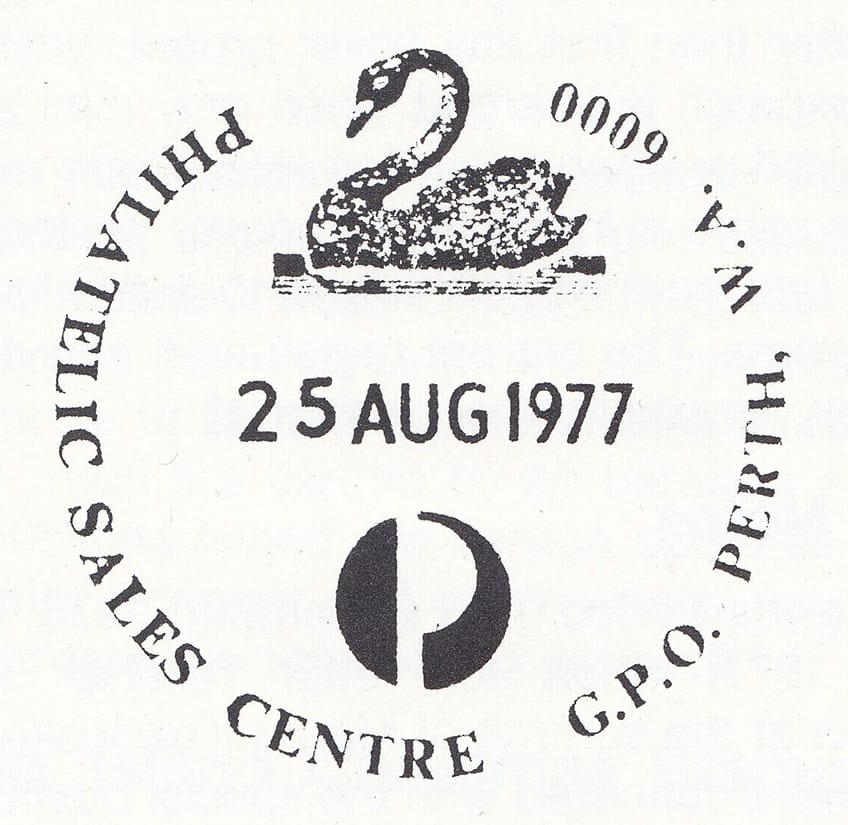 PHILATELIC SALES CENTRE G.P.O. PERTH, W.A. 6000
25 AUG 1977